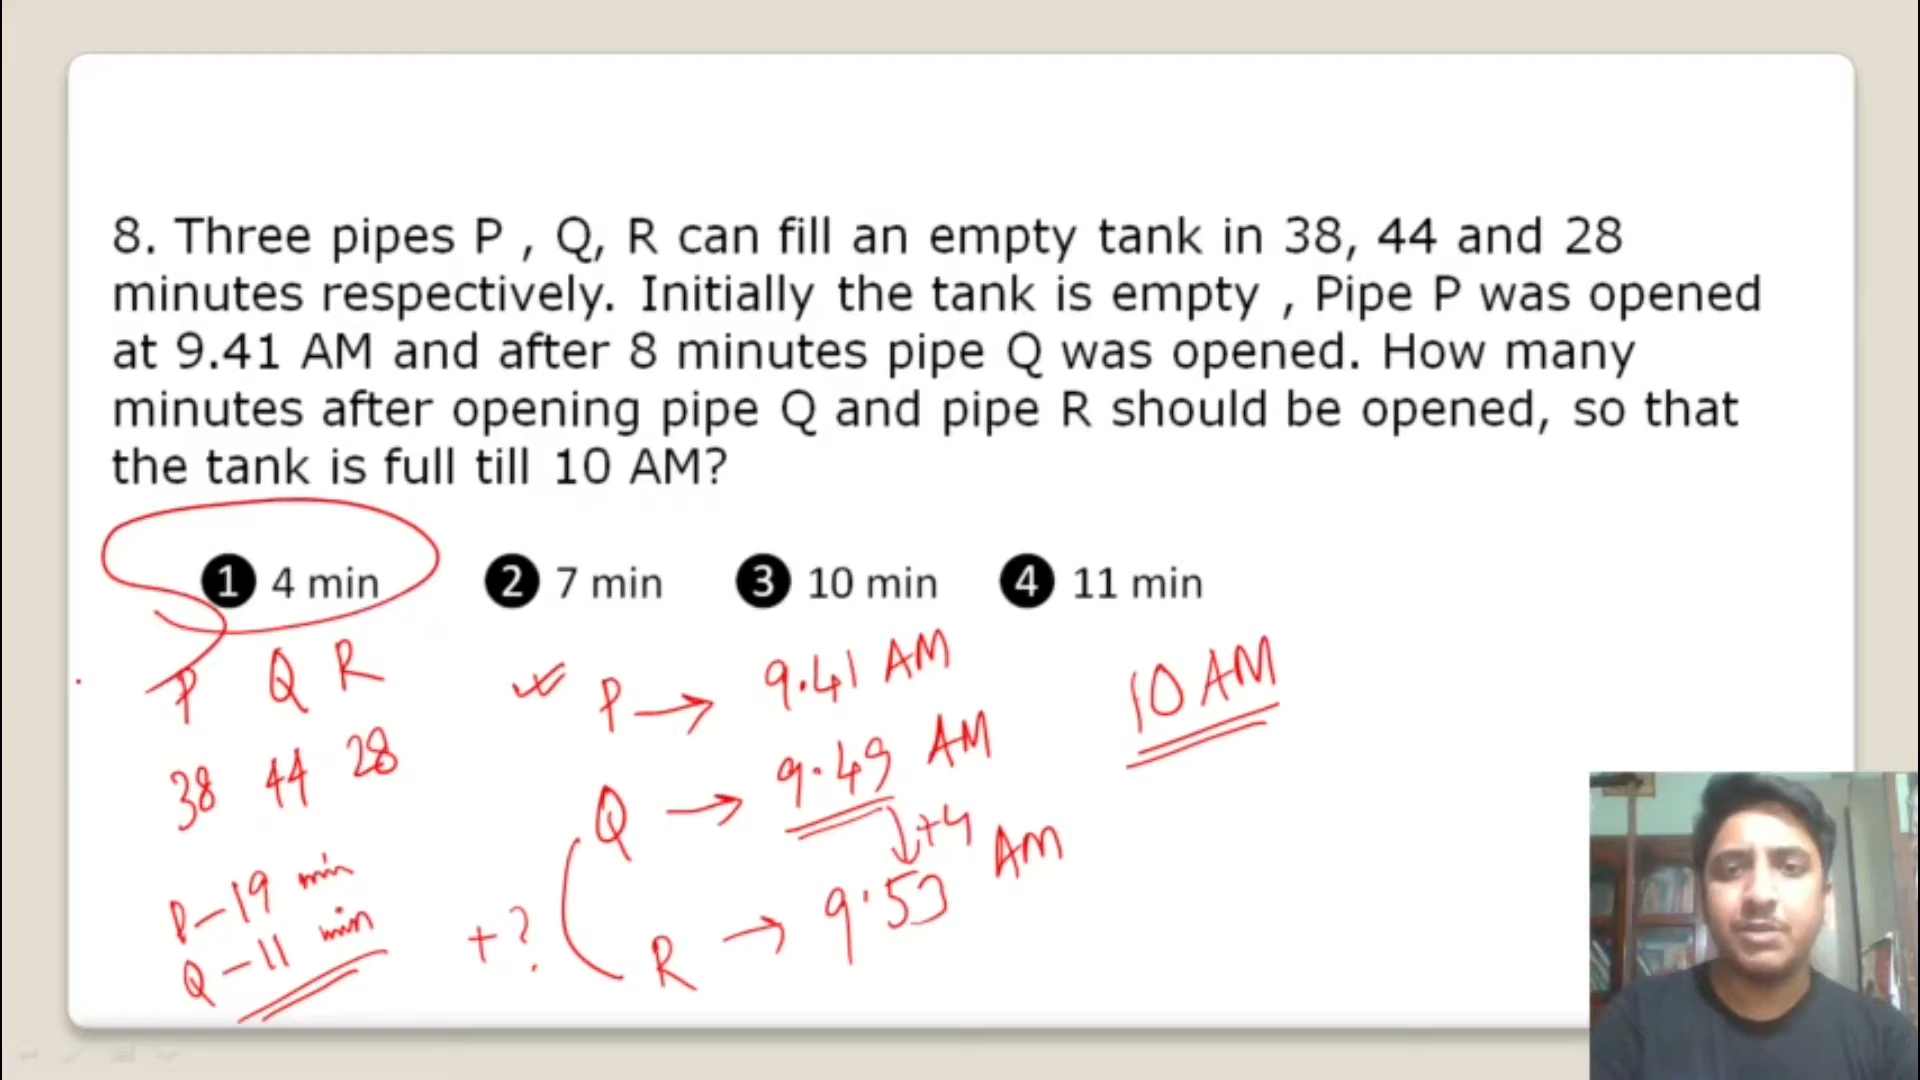 8. Three pipes P , Q, R can fill an empty tank in 38, 44 and 28
minutes respectively. Initially the tank is empty , Pipe P was opened
at 9.41 AM and after 8 minutes pipe Q was opened. How many
minutes after opening pipe Q and pipe R should be opened, so that
the tank is full till 10 AM?
1 4 min 2 7 min 3 10 min 4 11 min
P Q R
38 44 28
P-19 min
Q-11 min
+?
P → 9.41 AM
Q → 9.49 AM
+4
R → 9.53 AM
10 AM